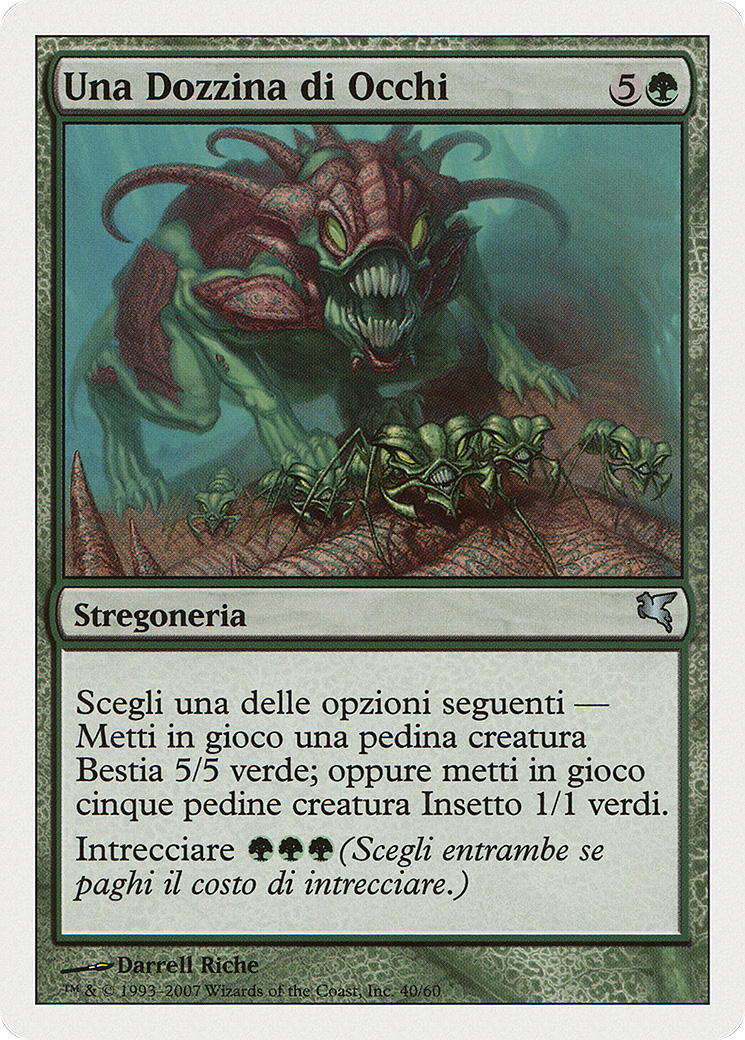 Una Dozzina di Occhi 5
Stregoneria
Scegli una delle opzioni seguenti —
Metti in gioco una pedina creatura
Bestia 5/5 verde; oppure metti in gioco
cinque pedine creatura Insetto 1/1 verdi.
Intrecciare (Scegli entrambe se
paghi il costo di intrecciare.)
Darrell Riche
™ & © 1993–2007 Wizards of the Coast, Inc. 40/60